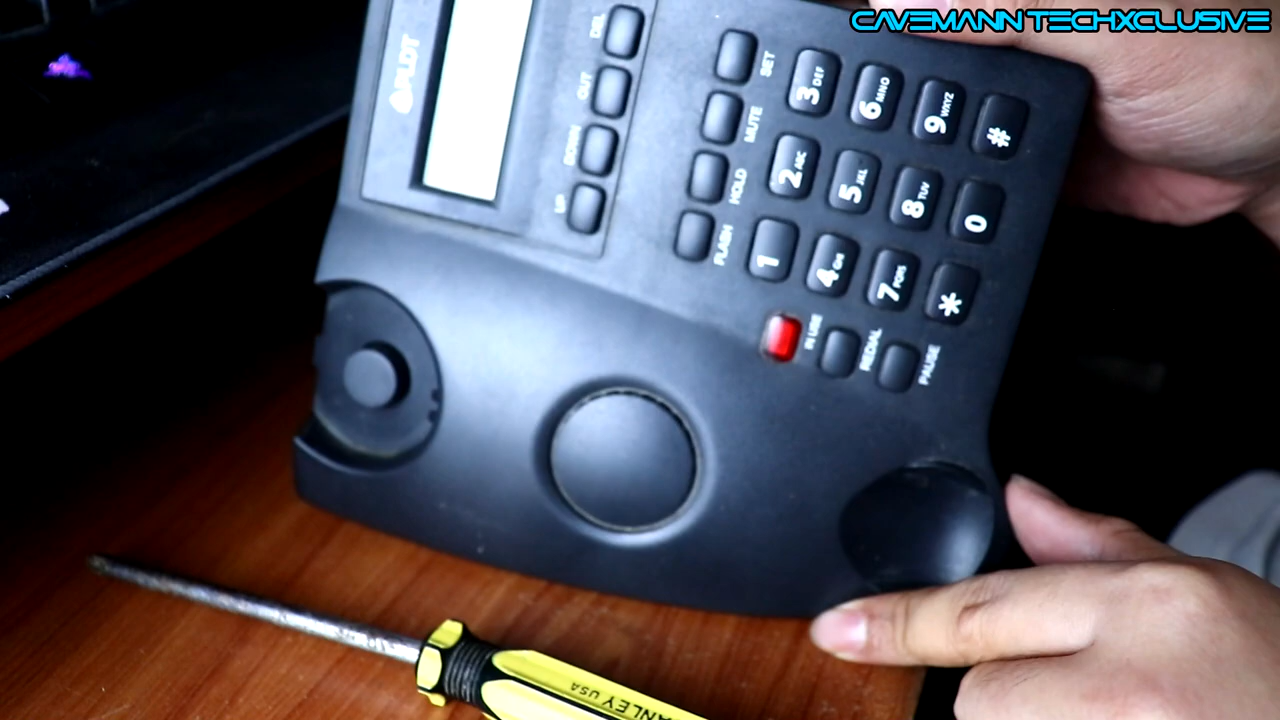 CAVEMANN TECHXCLUSIVE
PLDT
DEL
OUT
DOWN
UP
SET
MUTE
HOLD
FLASH
3 DEF
6 MNO
9 WXYZ
#
2 ABC
5 JKL
8 TUV
0
1
4 GHI
7 PQRS
*
IN USE
REDIAL
PAUSE
ANLEY USA